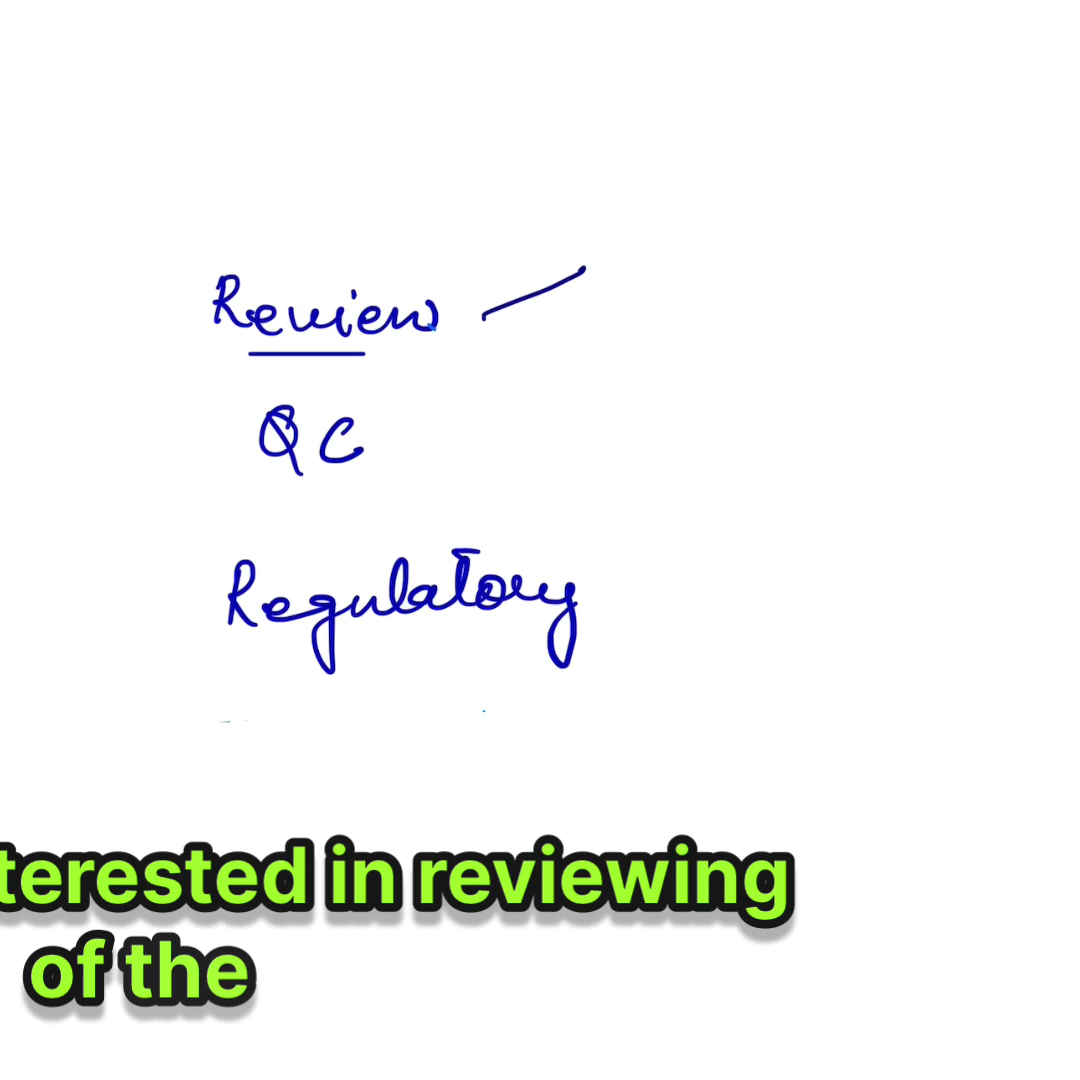 Review
QC
Regulatory
terested in reviewing
of the